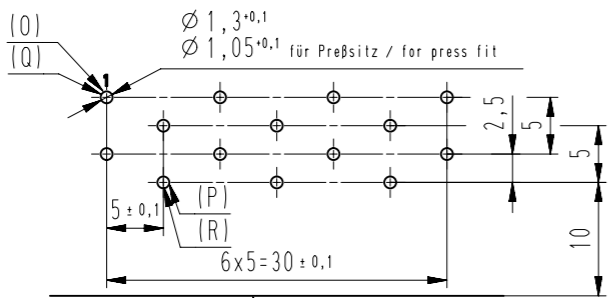 (O)
Ø 1,3+0,1
(Q)
Ø 1,05+0,1 für Preßsitz / for press fit
1
2,5
5
5
(P)
5 ± 0,1
(R)
6x5=30 ± 0,1
10